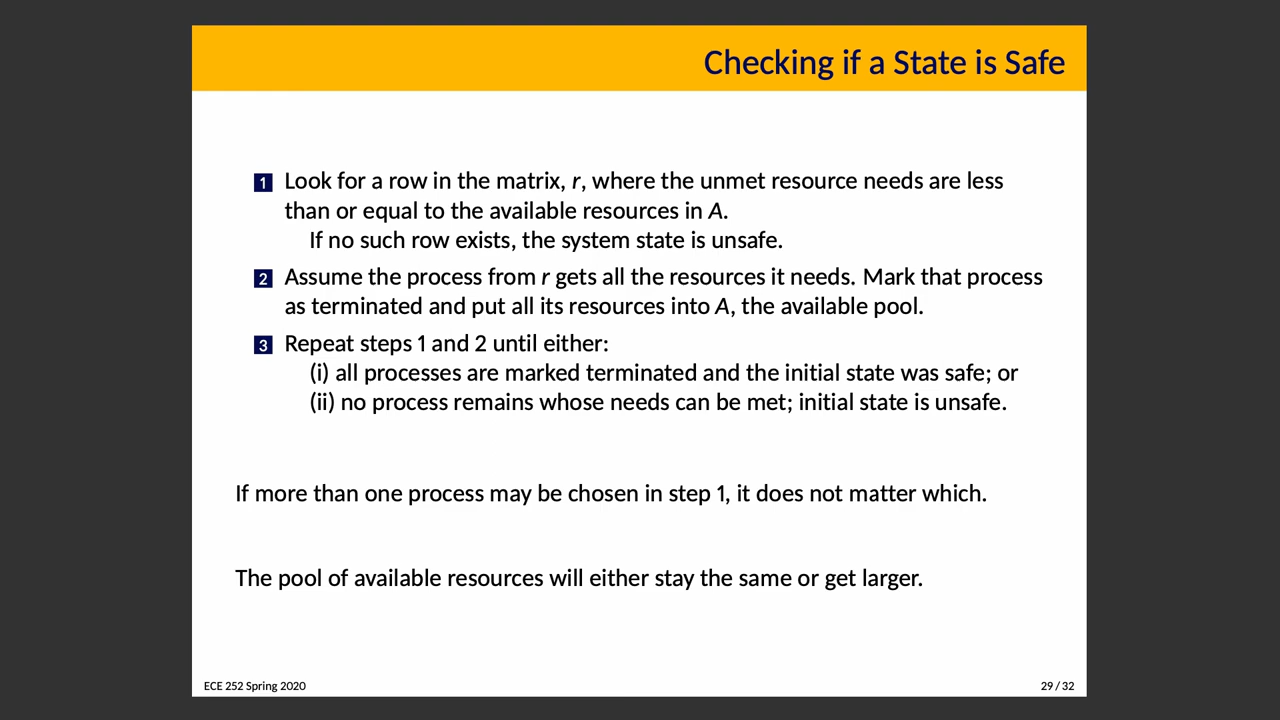 Checking if a State is Safe
1 Look for a row in the matrix, r, where the unmet resource needs are less
than or equal to the available resources in A.
If no such row exists, the system state is unsafe.
2 Assume the process from r gets all the resources it needs. Mark that process
as terminated and put all its resources into A, the available pool.
3 Repeat steps 1 and 2 until either:
(i) all processes are marked terminated and the initial state was safe; or
(ii) no process remains whose needs can be met; initial state is unsafe.
If more than one process may be chosen in step 1, it does not matter which.
The pool of available resources will either stay the same or get larger.
ECE 252 Spring 2020
29 / 32